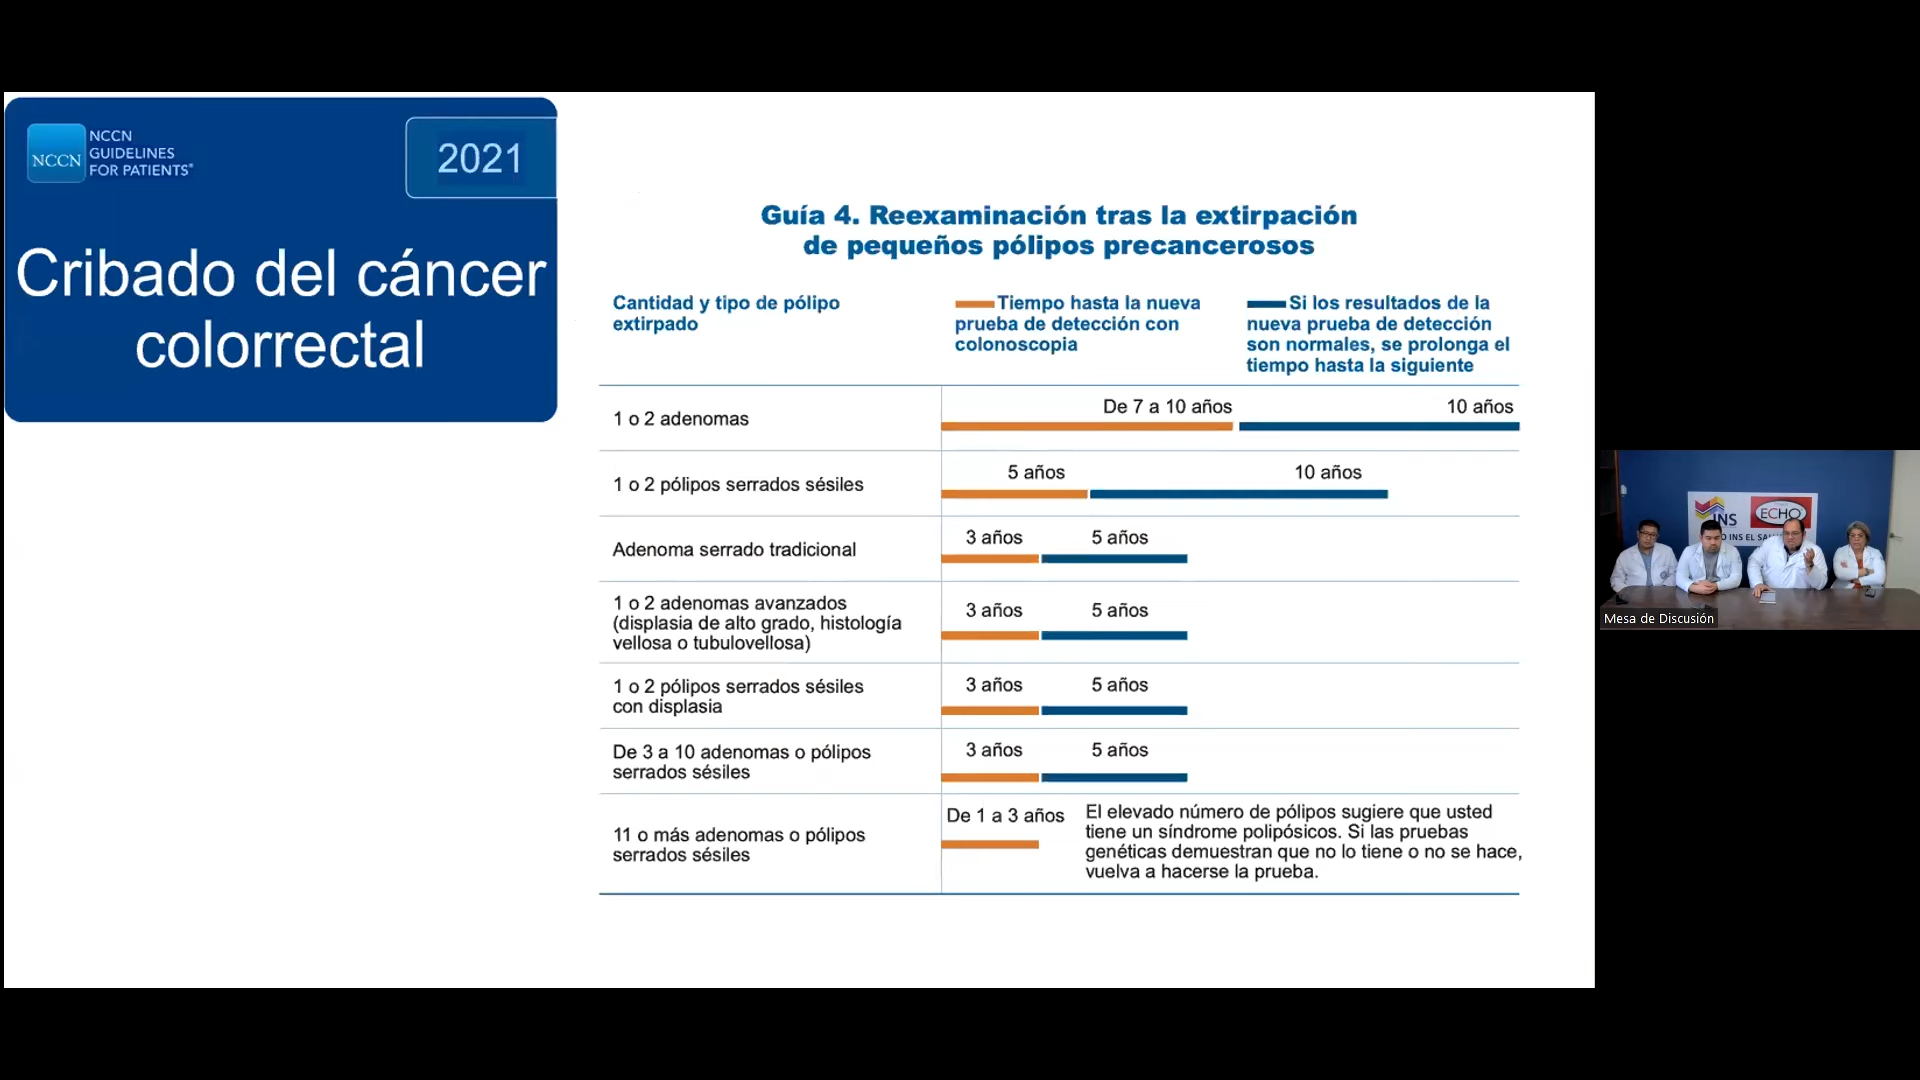 NCCN
NCCN
GUIDELINES
FOR PATIENTS®
2021
Cribado del cáncer
colorrectal
Guía 4. Reexaminación tras la extirpación
de pequeños pólipos precancerosos
Cantidad y tipo de pólipo
extirpado
Tiempo hasta la nueva
prueba de detección con
colonoscopia
Si los resultados de la
nueva prueba de detección
son normales, se prolonga el
tiempo hasta la siguiente
1 o 2 adenomas
De 7 a 10 años
10 años
1 o 2 pólipos serrados sésiles
5 años
10 años
Adenoma serrado tradicional
3 años
5 años
1 o 2 adenomas avanzados
(displasia de alto grado, histología
vellosa o tubulovellosa)
3 años
5 años
1 o 2 pólipos serrados sésiles
con displasia
3 años
5 años
De 3 a 10 adenomas o pólipos
serrados sésiles
3 años
5 años
11 o más adenomas o pólipos
serrados sésiles
De 1 a 3 años
El elevado número de pólipos sugiere que usted
tiene un síndrome polipósicos. Si las pruebas
genéticas demuestran que no lo tiene o no se hace,
vuelva a hacerse la prueba.
INS
ECHO
INS EL
Mesa de Discusión